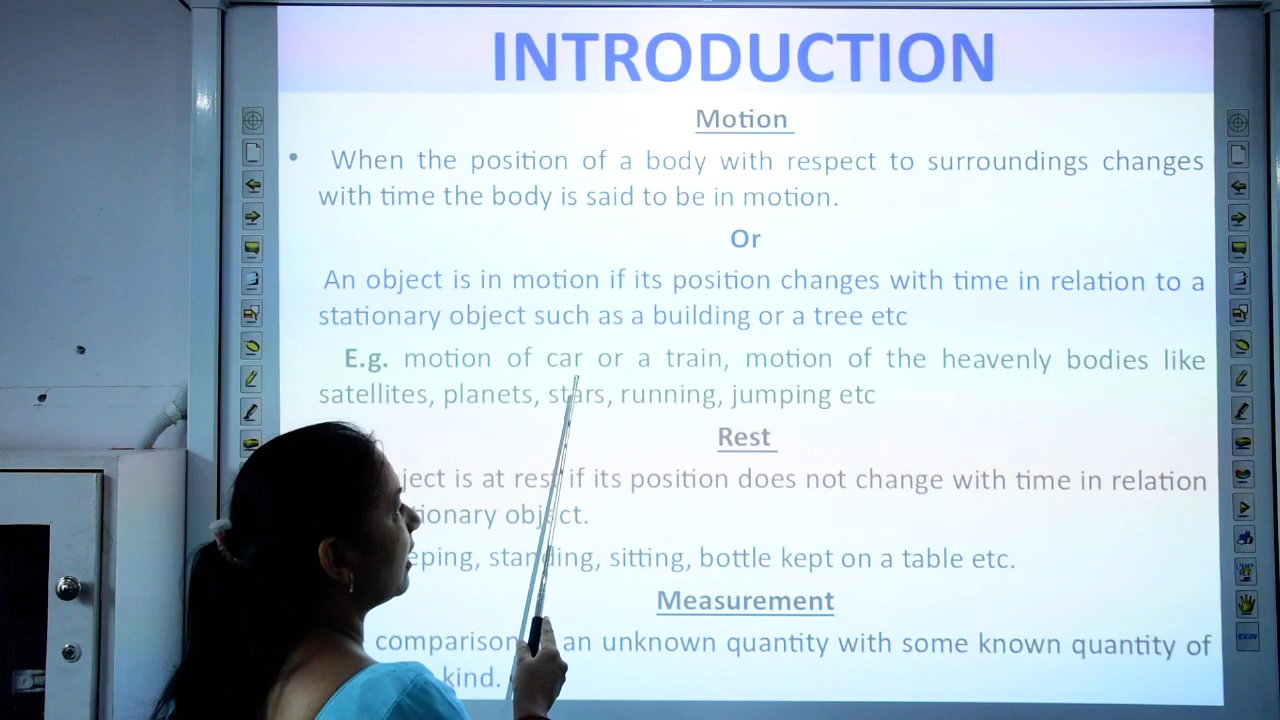 INTRODUCTION
Motion
• When the position of a body with respect to surroundings changes
with time the body is said to be in motion.
Or
An object is in motion if its position changes with time in relation to a
stationary object such as a building or a tree etc
E.g. motion of car or a train, motion of the heavenly bodies like
satellites, planets, stars, running, jumping etc
Rest
ject is at rest if its position does not change with time in relation
ionary object.
eping, standing, sitting, bottle kept on a table etc.
Measurement
comparison an unknown quantity with some known quantity of
kind.